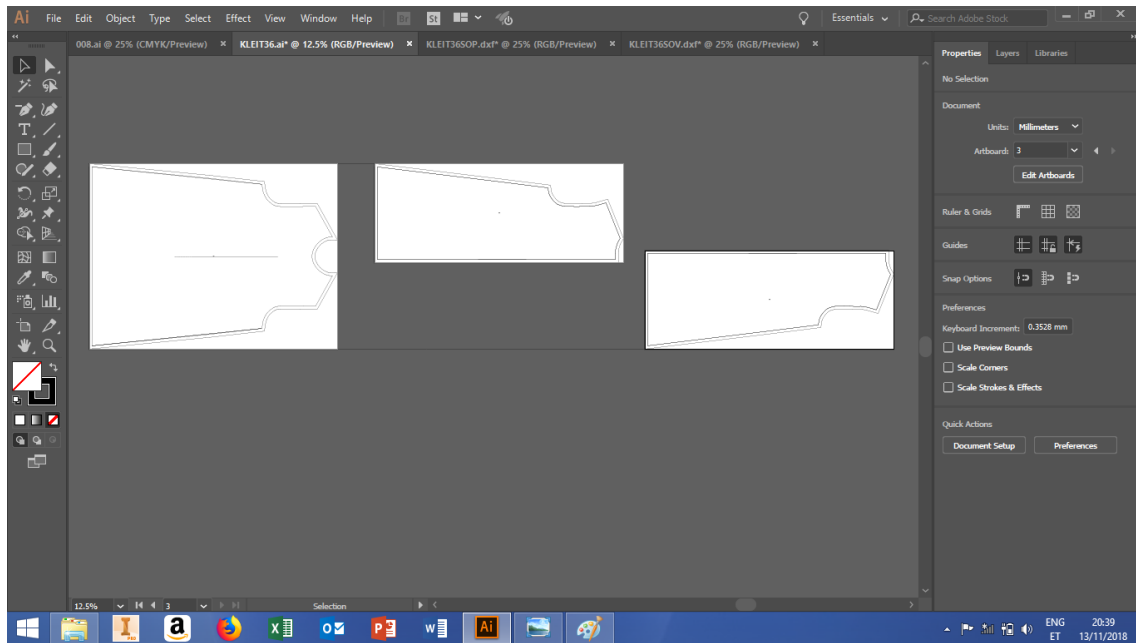 Ai File Edit Object Type Select Effect View Window Help Br St Essentials Search Adobe Stock
008.ai @ 25% (CMYK/Preview) × KLEIT36.ai* @ 12.5% (RGB/Preview) × KLEIT36SOP.dxf* @ 25% (RGB/Preview) × KLEIT36SOV.dxf* @ 25% (RGB/Preview) ×
Properties Layers Libraries
No Selection
Document
Units: Millimeters
Artboard: 3
Edit Artboards
Ruler & Grids
Guides
Snap Options
Preferences
Keyboard Increment: 0.3528 mm
Use Preview Bounds
Scale Corners
Scale Strokes & Effects
Quick Actions
Document Setup Preferences
12.5% 3 Selection
I PRO a X O P W Ai ENG 20:39
ET 13/11/2018